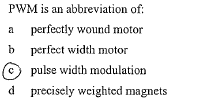 PWM is an abbreviation of:
a perfectly wound motor
b perfect width motor
c pulse width modulation
d precisely weighted magnets